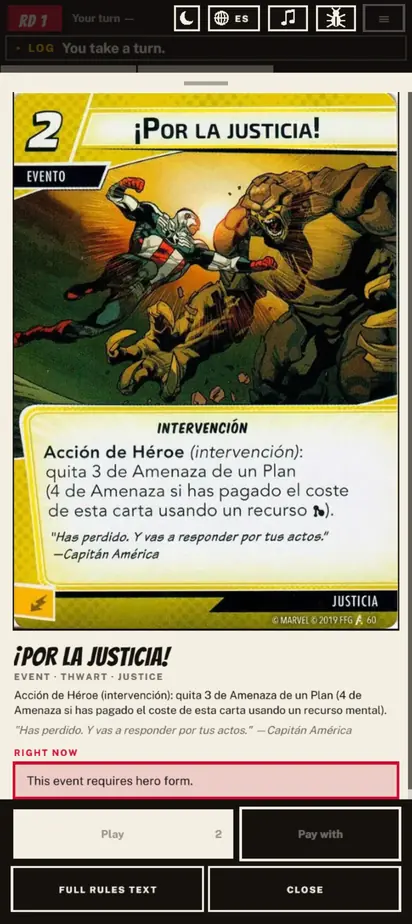 RD 1
Your turn —
ES
LOG You take a turn.
2
¡POR LA JUSTICIA!
EVENTO
INTERVENCIÓN
Acción de Héroe (intervención):
quita 3 de Amenaza de un Plan
(4 de Amenaza si has pagado el coste
de esta carta usando un recurso ).
"Has perdido. Y vas a responder por tus actos."
—Capitán América
JUSTICIA
© MARVEL © 2019 FFG 60
¡POR LA JUSTICIA!
EVENT · THWART · JUSTICE
Acción de Héroe (intervención): quita 3 de Amenaza de un Plan (4 de
Amenaza si has pagado el coste de esta carta usando un recurso mental).
"Has perdido. Y vas a responder por tus actos." —Capitán América
RIGHT NOW
This event requires hero form.
Play 2
Pay with
FULL RULES TEXT
CLOSE